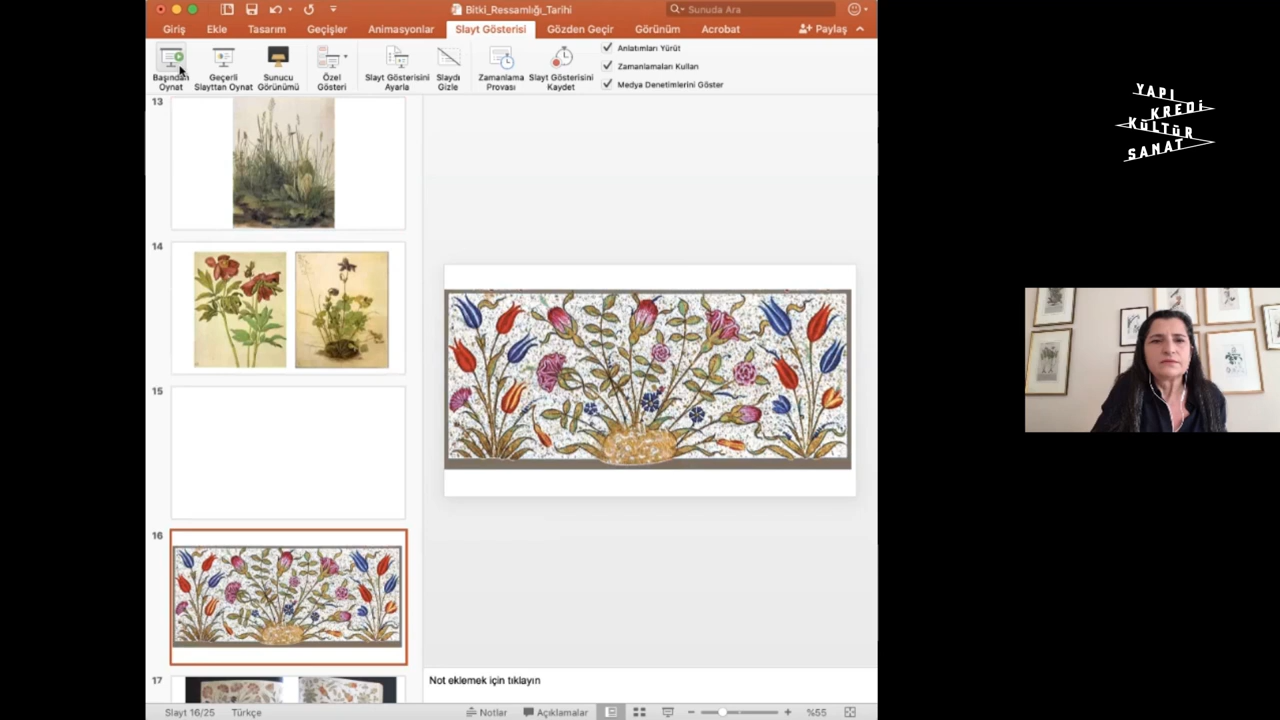 Bitki_Ressamlığı_Tarihi
Sunuda Ara
Giriş Ekle Tasarım Geçişler Animasyonlar Slayt Gösterisi Gözden Geçir Görünüm Acrobat Paylaş
Başından Oynat
Geçerli Slayttan Oynat
Sunucu Görünümü
Özel Gösteri
Slayt Gösterisini Ayarla
Slaydı Gizle
Zamanlama Provası
Slayt Gösterisini Kaydet
Anlatımları Yürüt
Zamanlamaları Kullan
Medya Denetimlerini Göster
13
14
15
16
17
Not eklemek için tıklayın
Slayt 16/25 Türkçe Notlar Açıklamalar %55
YAPI
KREDİ
KÜLTÜR
SANAT